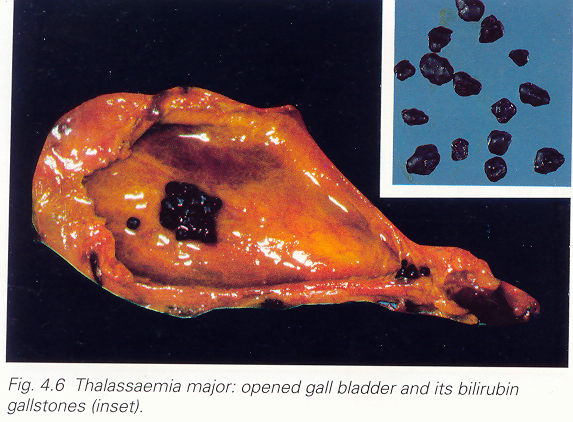 Fig. 4.6 Thalassaemia major: opened gall bladder and its bilirubin
gallstones (inset).